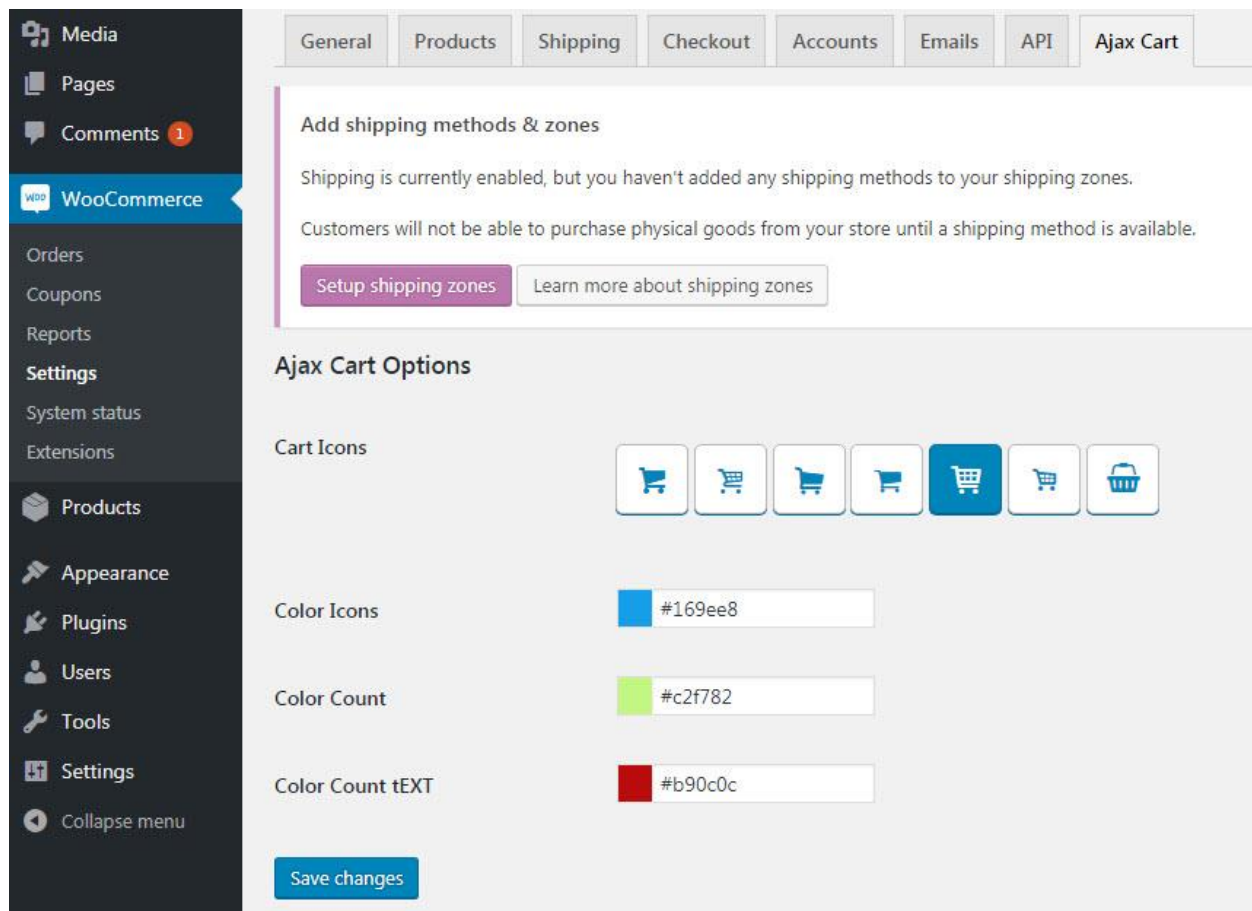 Media
Pages
Comments 1
WOO WooCommerce
Orders
Coupons
Reports
Settings
System status
Extensions
Products
Appearance
Plugins
Users
Tools
Settings
Collapse menu
General Products Shipping Checkout Accounts Emails API Ajax Cart
Add shipping methods & zones
Shipping is currently enabled, but you haven't added any shipping methods to your shipping zones.
Customers will not be able to purchase physical goods from your store until a shipping method is available.
Setup shipping zones Learn more about shipping zones
Ajax Cart Options
Cart Icons
Color Icons #169ee8
Color Count #c2f782
Color Count tEXT #b90c0c
Save changes